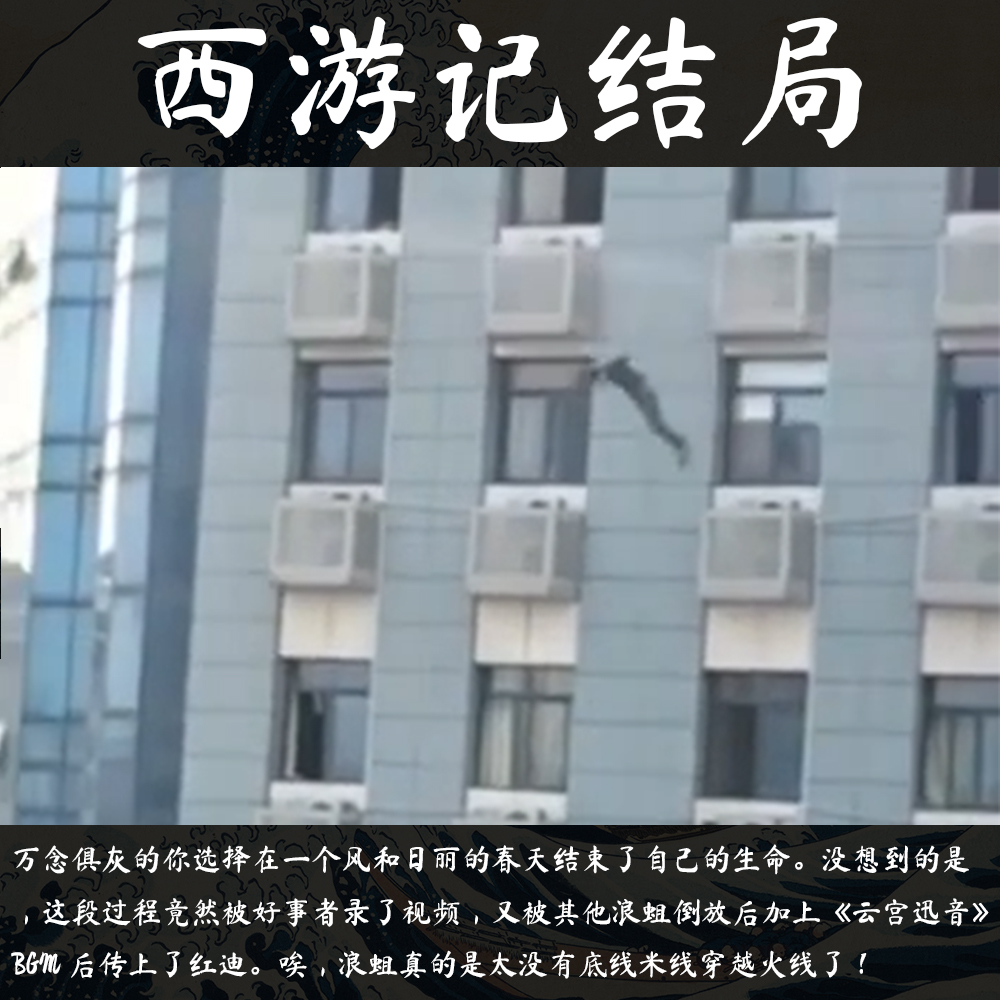 西游记结局
万念俱灰的你选择在一个风和日丽的春天结束了自己的生命。没想到的是
，这段过程竟然被好事者录了视频，又被其他浪蛆倒放后加上《云宫迅音》
BGM 后传上了红迪。唉，浪蛆真的是太没有底线米线穿越火线了！